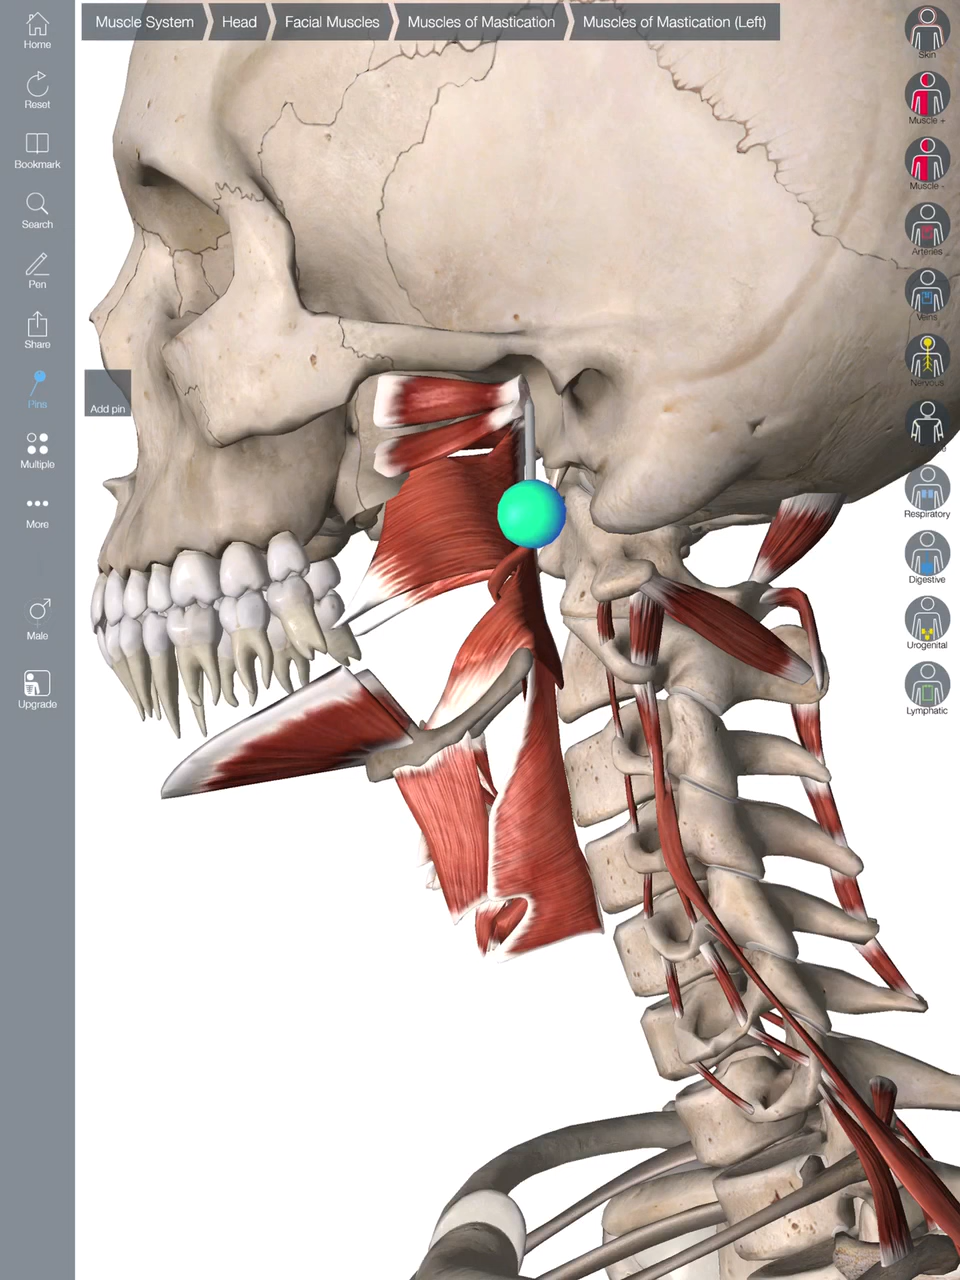 Muscle System
Head
Facial Muscles
Muscles of Mastication
Muscles of Mastication (Left)
Home
Reset
Bookmark
Search
Pen
Share
Pins
Add pin
Multiple
More
Male
Upgrade
Skin
Muscle +
Muscle -
Arteries
Veins
Nervous
Respiratory
Digestive
Urogenital
Lymphatic